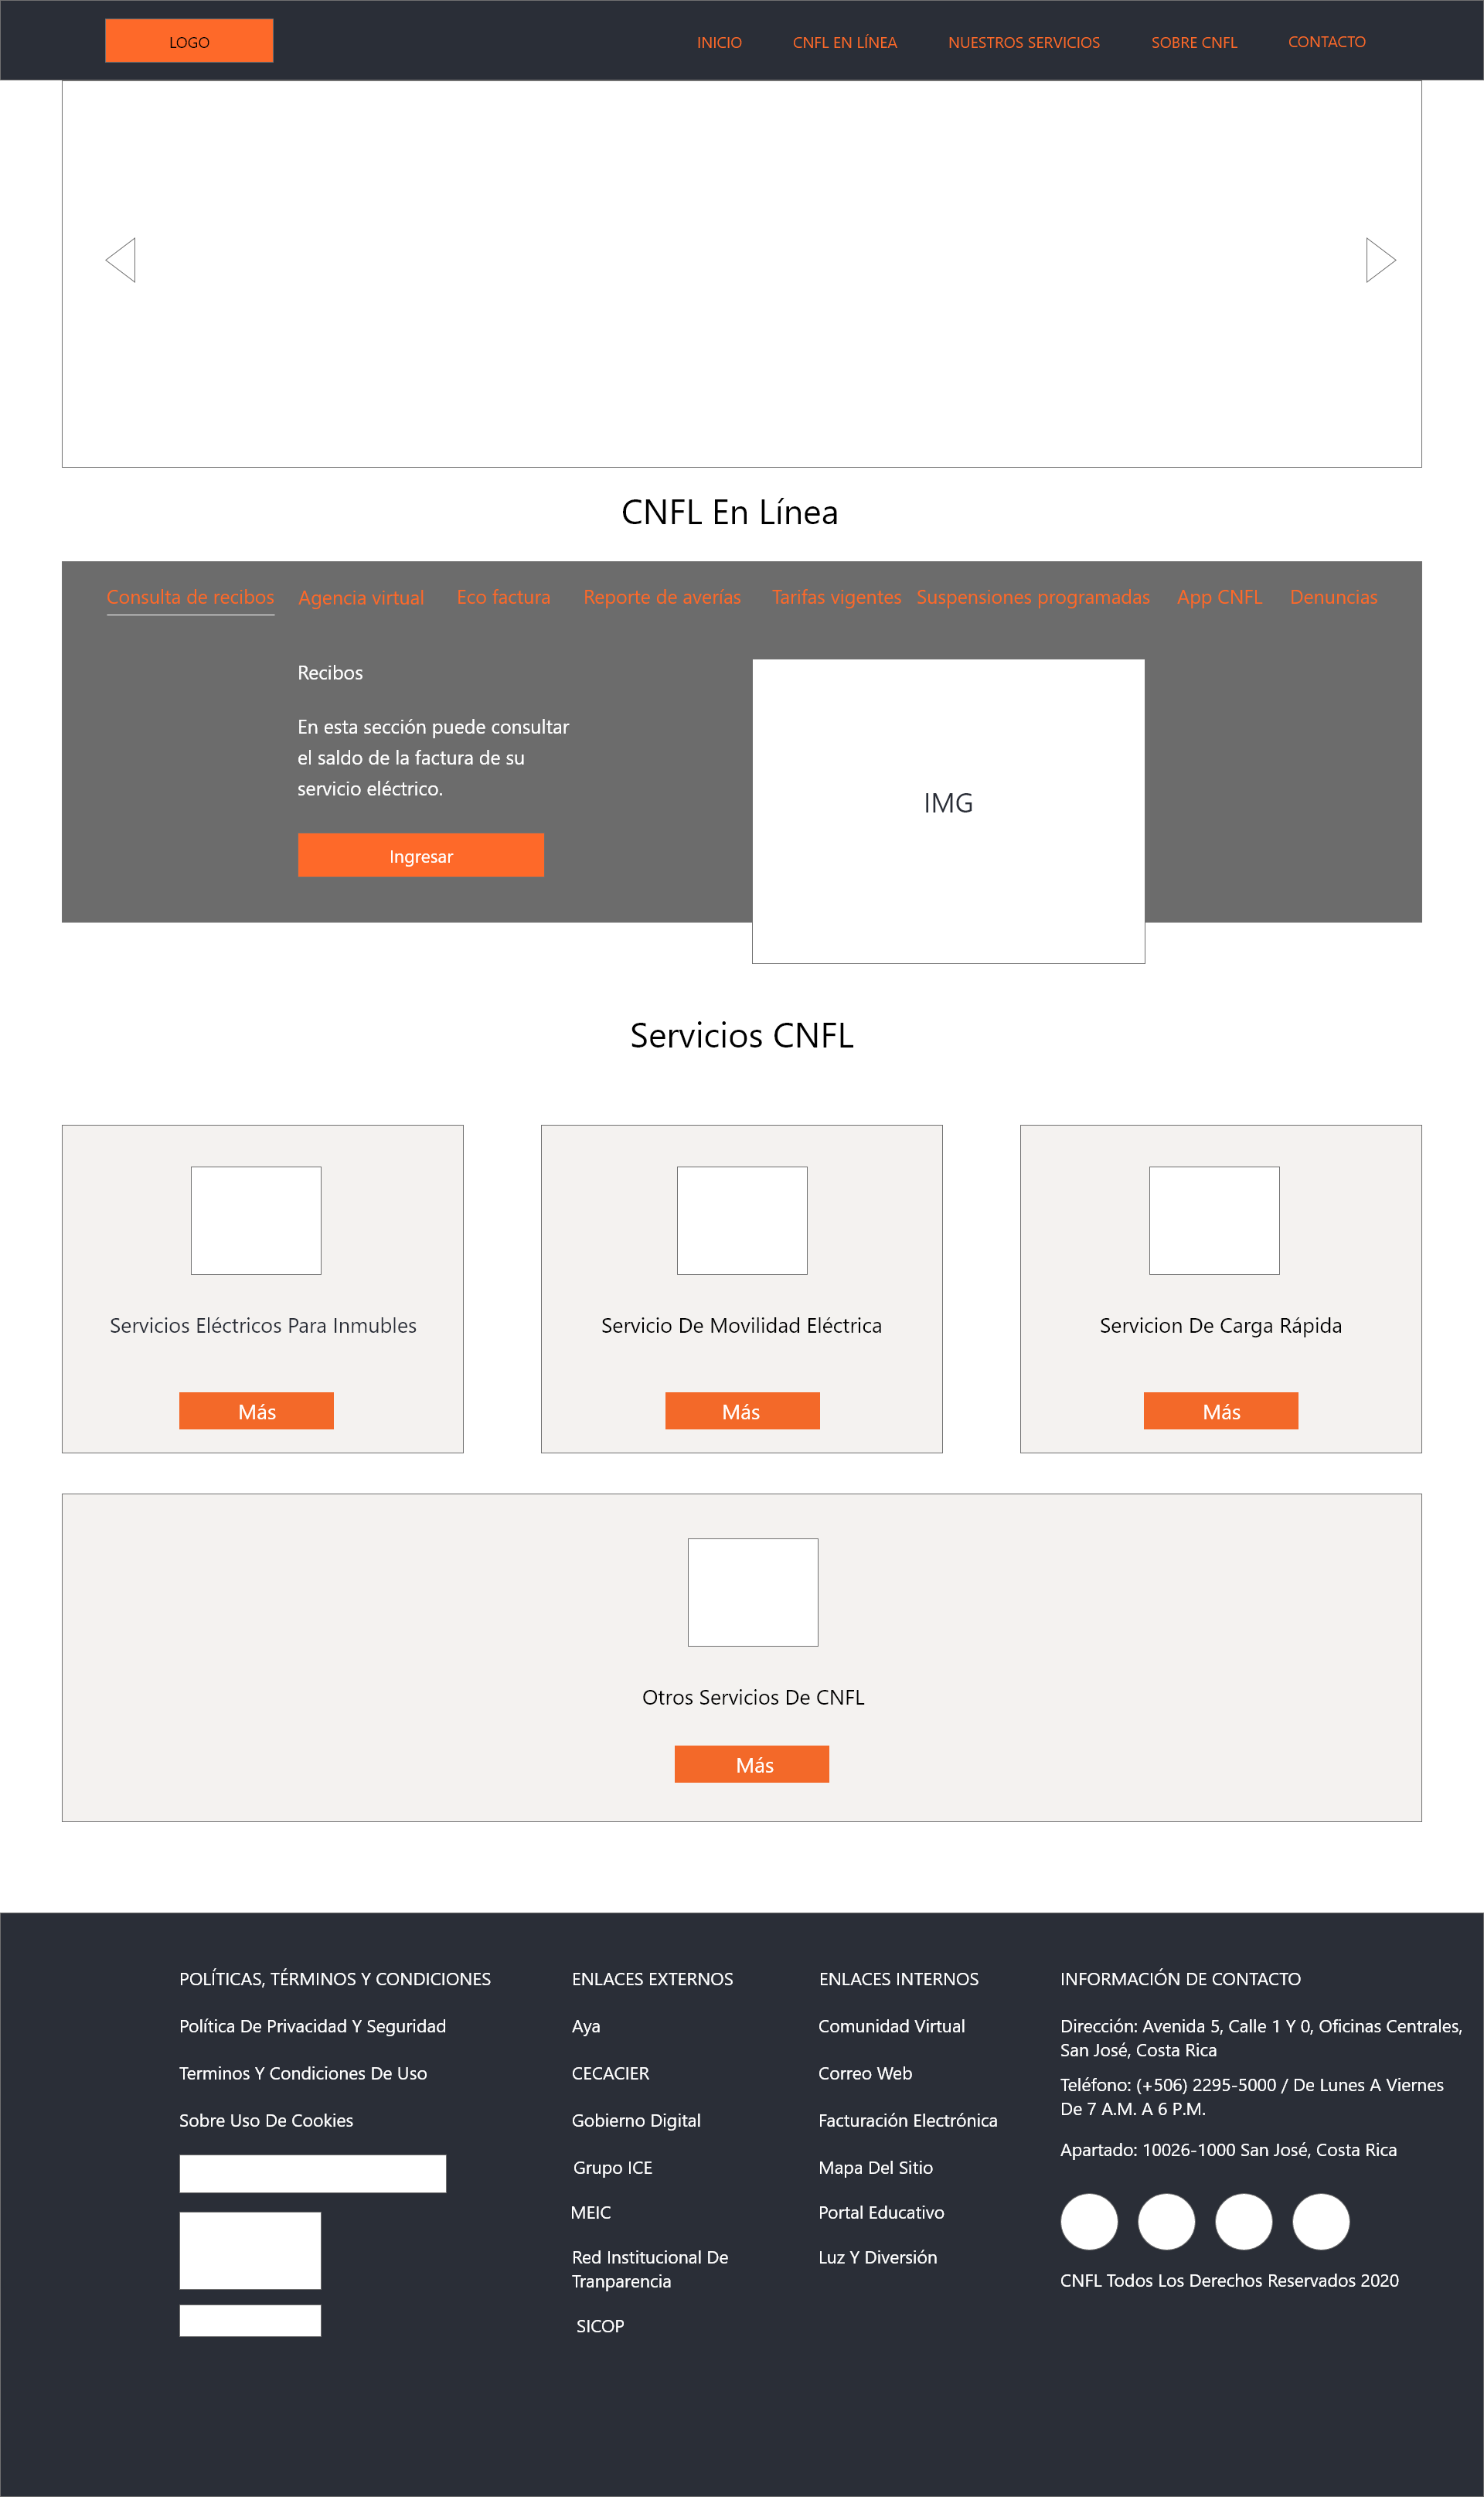 LOGO
INICIO
CNFL EN LÍNEA
NUESTROS SERVICIOS
SOBRE CNFL
CONTACTO
CNFL En Línea
Consulta de recibos
Agencia virtual
Eco factura
Reporte de averías
Tarifas vigentes
Suspensiones programadas
App CNFL
Denuncias
Recibos
En esta sección puede consultar
el saldo de la factura de su
servicio eléctrico.
Ingresar
IMG
Servicios CNFL
Servicios Eléctricos Para Inmubles
Más
Servicio De Movilidad Eléctrica
Más
Servicion De Carga Rápida
Más
Otros Servicios De CNFL
Más
POLÍTICAS, TÉRMINOS Y CONDICIONES
Política De Privacidad Y Seguridad
Terminos Y Condiciones De Uso
Sobre Uso De Cookies
ENLACES EXTERNOS
Aya
CECACIER
Gobierno Digital
Grupo ICE
MEIC
Red Institucional De
Tranparencia
SICOP
ENLACES INTERNOS
Comunidad Virtual
Correo Web
Facturación Electrónica
Mapa Del Sitio
Portal Educativo
Luz Y Diversión
INFORMACIÓN DE CONTACTO
Dirección: Avenida 5, Calle 1 Y 0, Oficinas Centrales,
San José, Costa Rica
Teléfono: (+506) 2295-5000 / De Lunes A Viernes
De 7 A.M. A 6 P.M.
Apartado: 10026-1000 San José, Costa Rica
CNFL Todos Los Derechos Reservados 2020